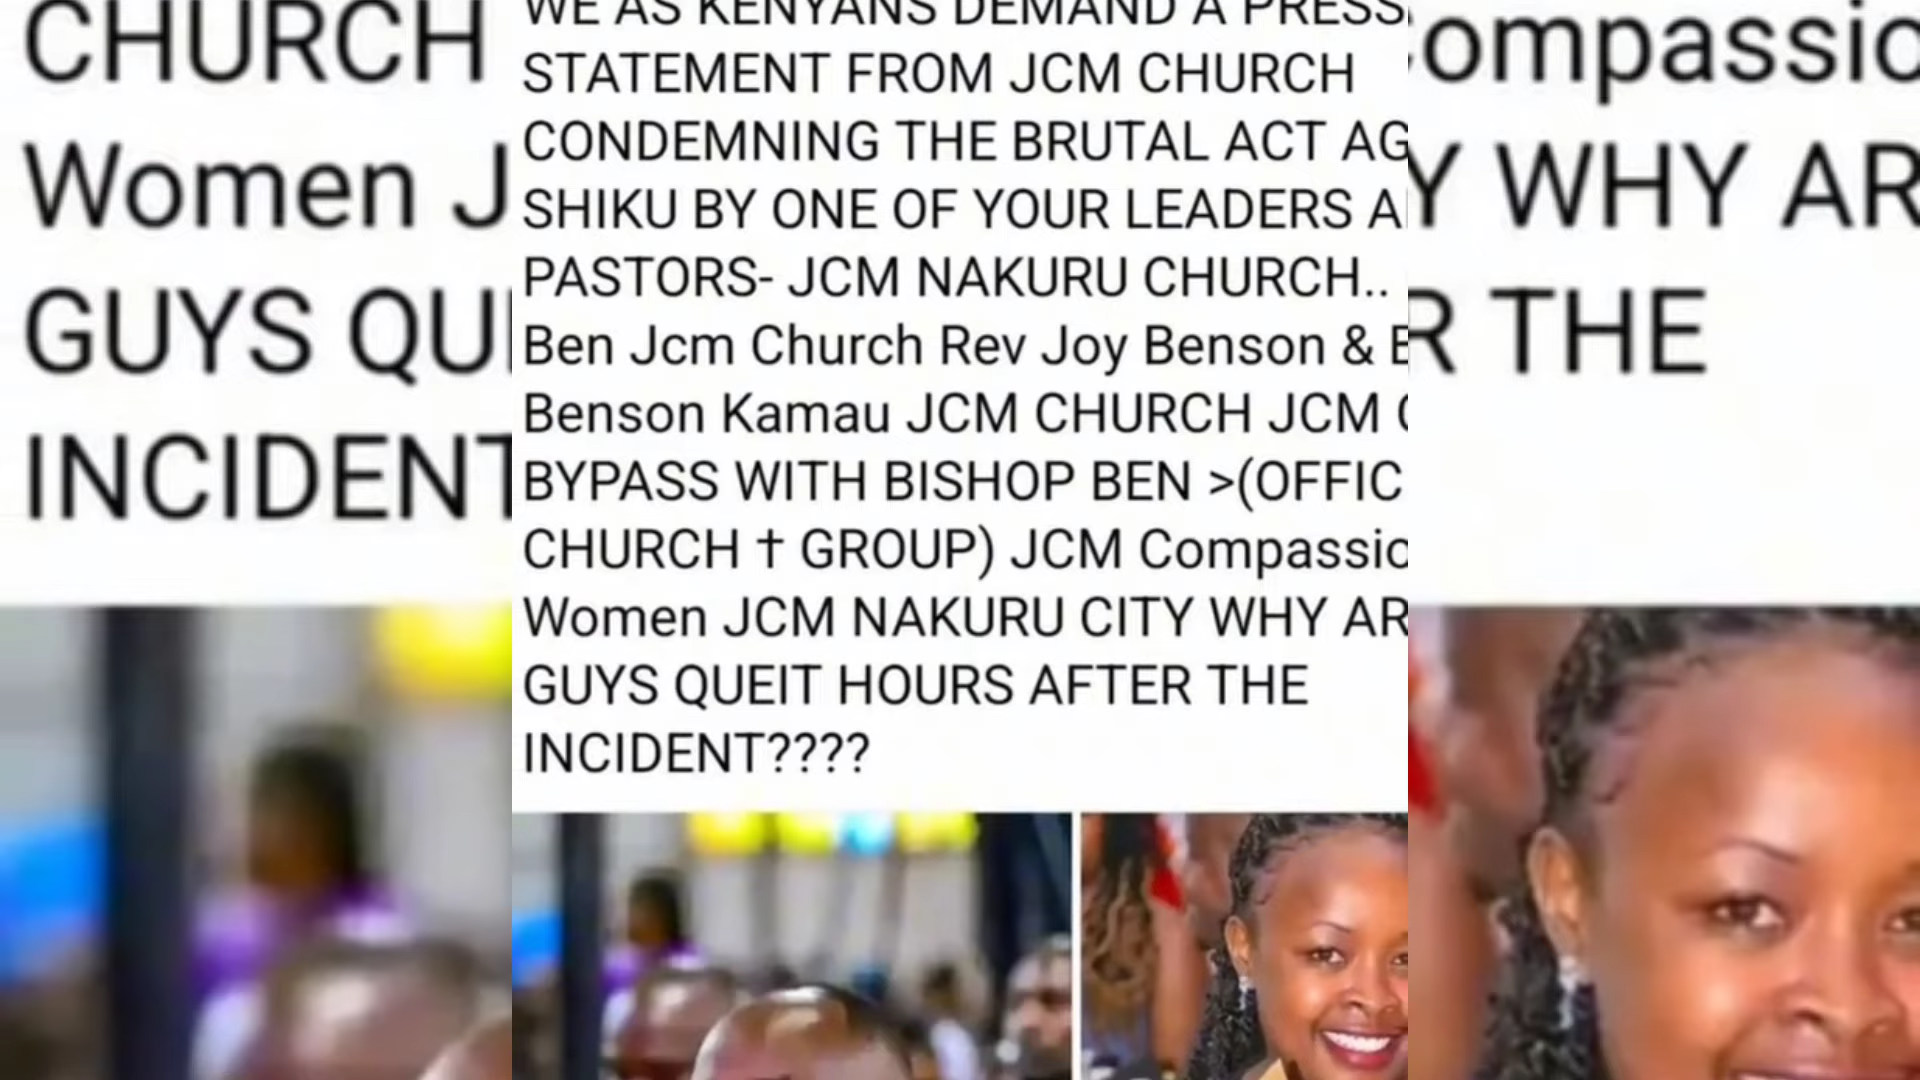 WE AS KENYANS DEMAND A PRESS
STATEMENT FROM JCM CHURCH
CONDEMNING THE BRUTAL ACT AG
SHIKU BY ONE OF YOUR LEADERS A
PASTORS- JCM NAKURU CHURCH..
Ben Jcm Church Rev Joy Benson & B
Benson Kamau JCM CHURCH JCM
BYPASS WITH BISHOP BEN >(OFFIC
CHURCH † GROUP) JCM Compassio
Women JCM NAKURU CITY WHY AR
GUYS QUEIT HOURS AFTER THE
INCIDENT????
CHURCH
Women J
GUYS QUI
INCIDENT
ompassio
Y WHY AR
R THE